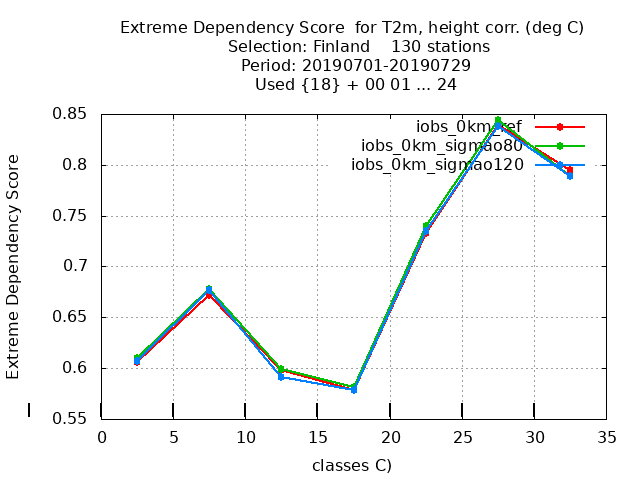 Extreme Dependency Score  for T2m, height corr. (deg C)
Selection: Finland    130 stations
Period: 20190701-20190729
Used {18} + 00 01 ... 24
iobs_0km_ref
iobs_0km_sigmao80
iobs_0km_sigmao120
Extreme Dependency Score
0.85
0.8
0.75
0.7
0.65
0.6
0.55
0 5 10 15 20 25 30 35
classes C)